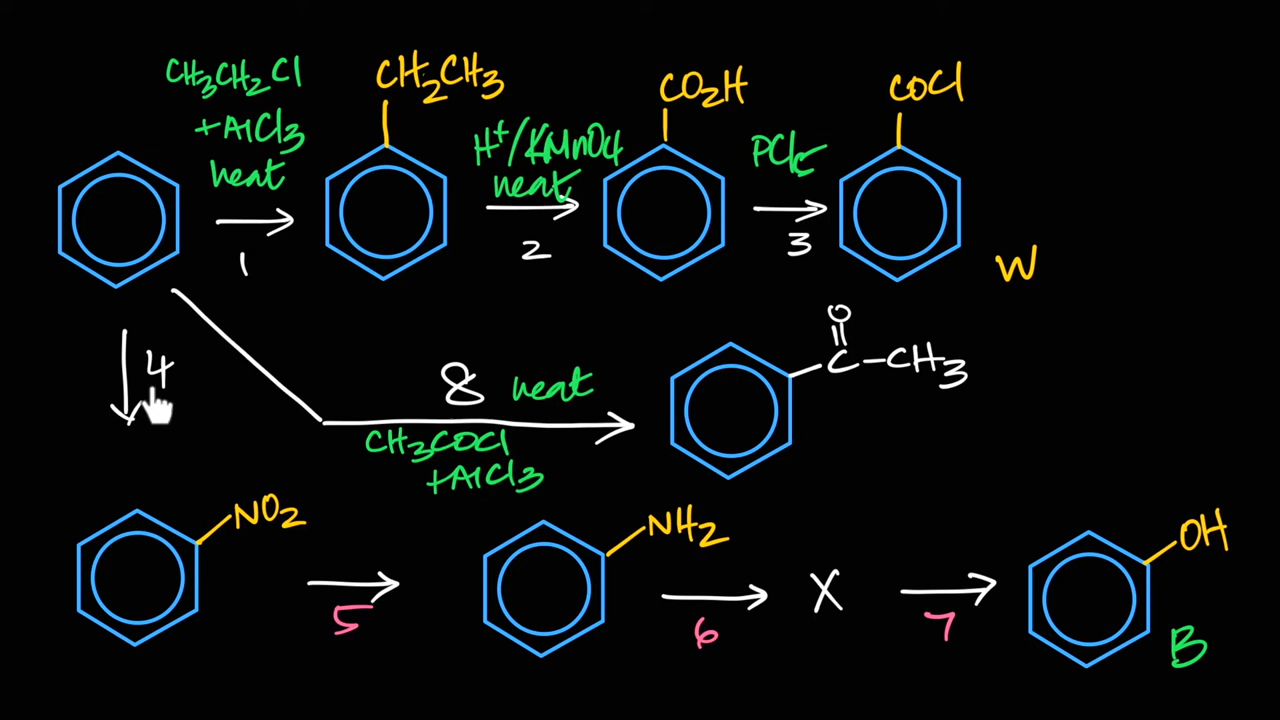 CH3CH2Cl
+AlCl3
heat
1
CH2CH3
H+/KMnO4
heat
2
CO2H
PCl5
3
COCl
W
4
8 heat
CH3COCl
+AlCl3
O
C-CH3
NO2
5
NH2
6
X
7
OH
B